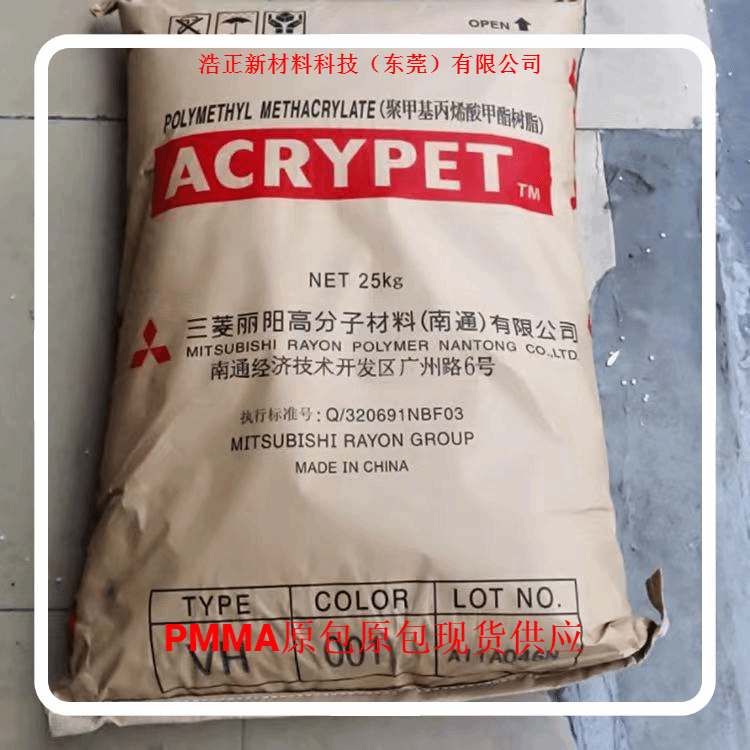 OPEN
浩正新材料科技（东莞）有限公司
POLYMETHYL METHACRYLATE(聚甲基丙烯酸甲酯树脂)
ACRYPET TM
NET 25kg
三菱丽阳高分子材料(南通)有限公司
MITSUBISHI RAYON POLYMER NANTONG CO.,LTD.
南通经济技术开发区广州路6号
执行标准号: Q/320691NBF03
MITSUBISHI RAYON GROUP
MADE IN CHINA
TYPE COLOR LOT NO.
PMMA原包原包现货供应
VH 001